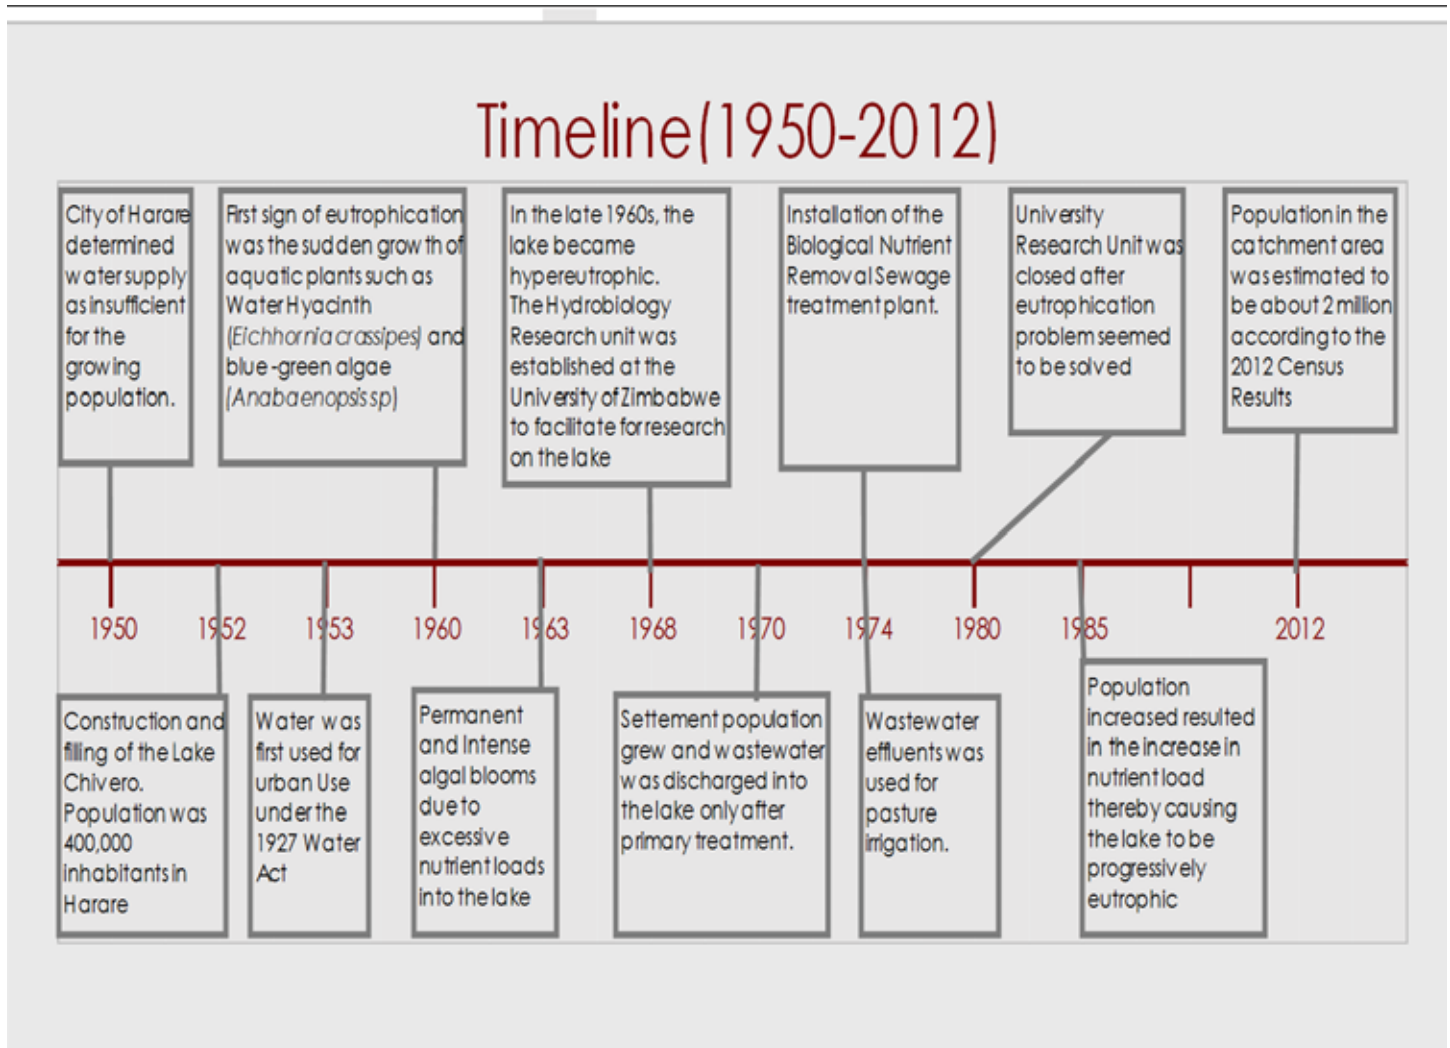 Timeline(1950-2012)
City of Harare
determined
water supply
as insufficient
for the
growing
population.
First sign of eutrophication
was the sudden growth of
aquatic plants such as
Water Hyacinth
(Eichhornia crassipes) and
blue -green algae
(Anabaenopsis sp)
In the late 1960s, the
lake became
hypereutrophic.
The Hydrobiology
Research unit was
established at the
University of Zimbabwe
to facilitate for research
on the lake
Installation of the
Biological Nutrient
Removal Sewage
treatment plant.
University
Research Unit was
closed after
eutrophication
problem seemed
to be solved
Population in the
catchment area
was estimated to
be about 2 million
according to the
2012 Census
Results
1950 1952 1953 1960 1963 1968 1970 1974 1980 1985 2012
Construction and
filling of the Lake
Chivero.
Population was
400,000
inhabitants in
Harare
Water was
first used for
urban Use
under the
1927 Water
Act
Permanent
and Intense
algal blooms
due to
excessive
nutrient loads
into the lake
Settement population
grew and wastewater
was discharged into
the lake only after
primary treatment.
Wastewater
effluents was
used for
pasture
irrigation.
Population
increased resulted
in the increase in
nutrient load
thereby causing
the lake to be
progressively
eutrophic